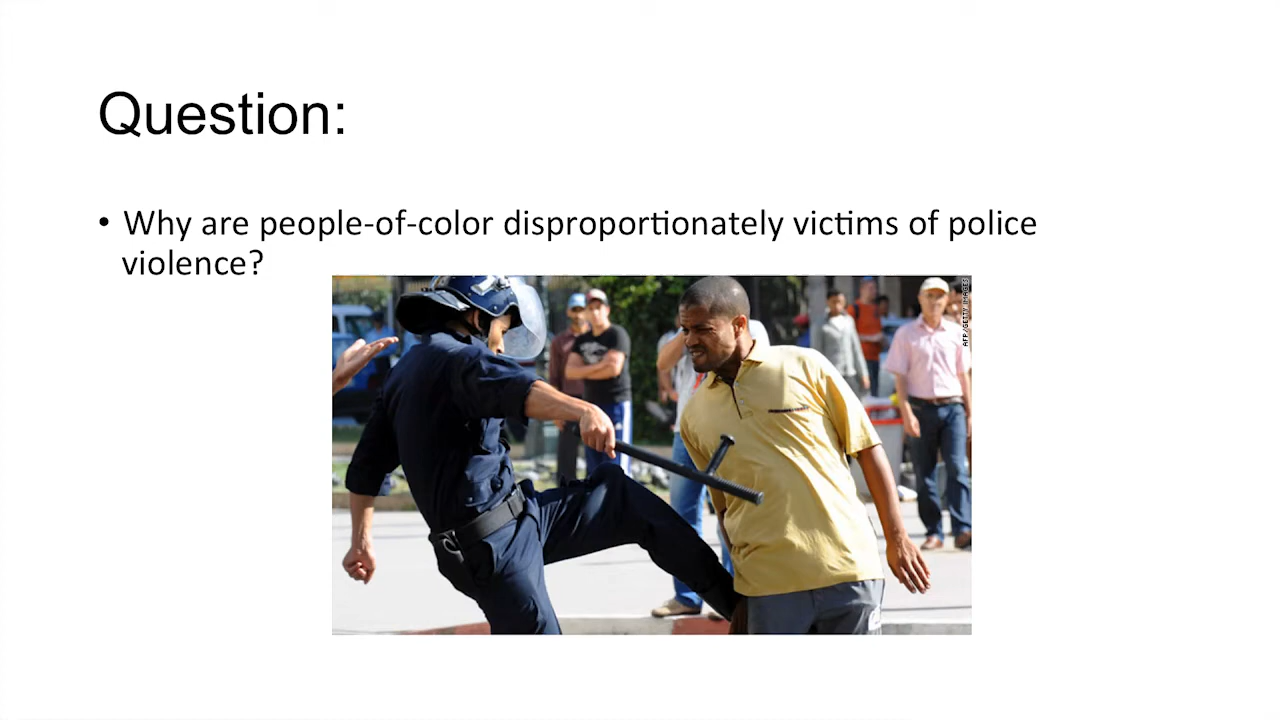 Question:
• Why are people-of-color disproportionately victims of police
violence?
AFP/GETTY IMAGES